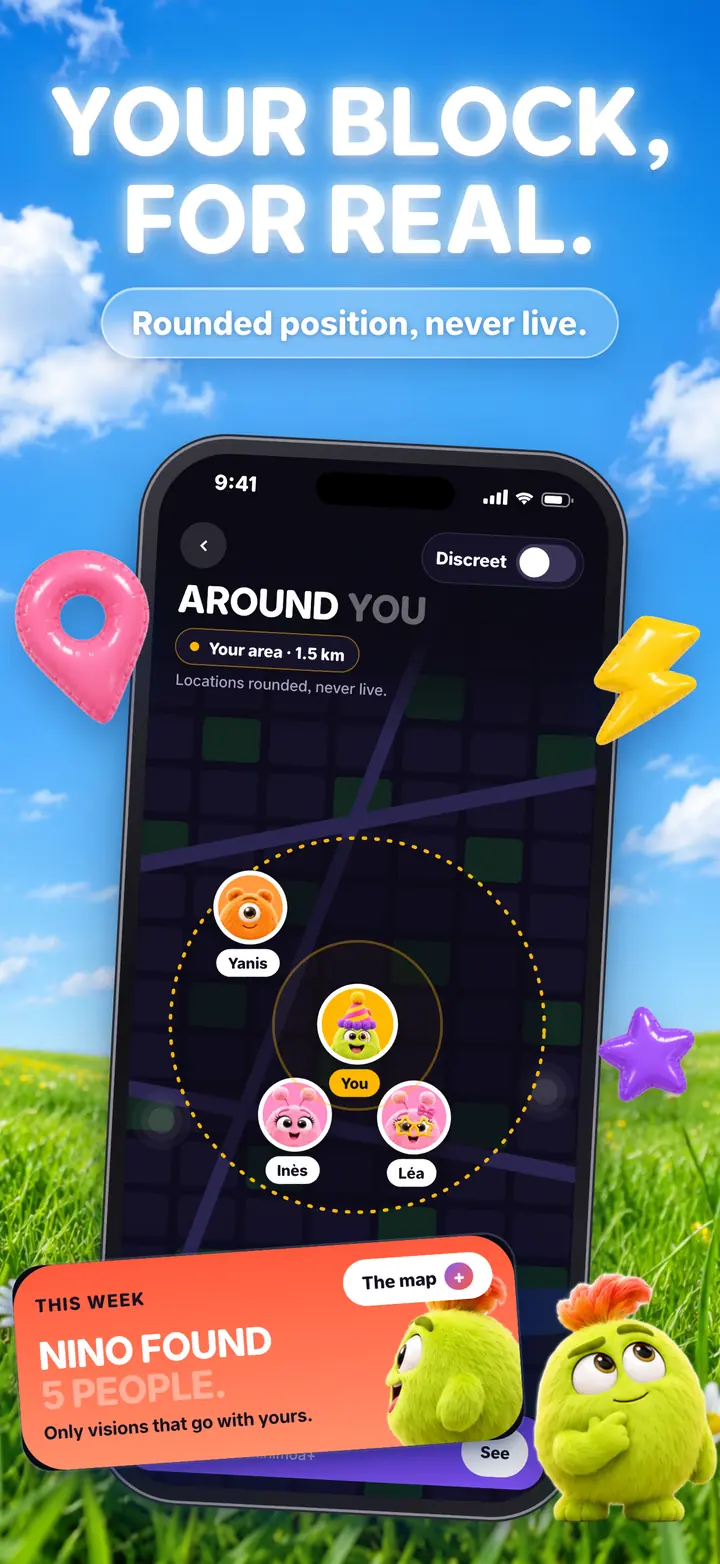 YOUR BLOCK,
FOR REAL.
Rounded position, never live.
9:41
Discreet
AROUND YOU
Your area · 1.5 km
Locations rounded, never live.
Yanis
You
Inès
Léa
THIS WEEK
The map +
NINO FOUND
5 PEOPLE.
Only visions that go with yours.
See